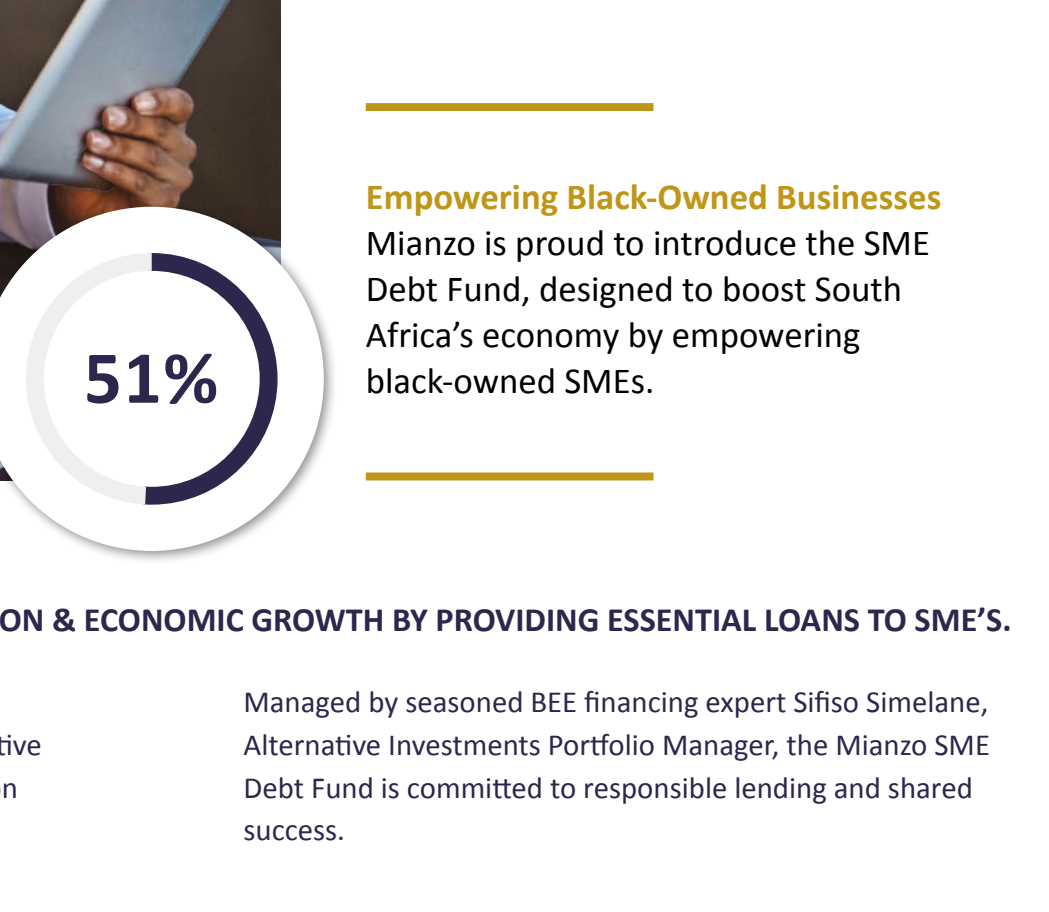 Empowering Black-Owned Businesses
Mianzo is proud to introduce the SME
Debt Fund, designed to boost South
Africa’s economy by empowering
black-owned SMEs.
51%
ON & ECONOMIC GROWTH BY PROVIDING ESSENTIAL LOANS TO SME’S.
tive
on
Managed by seasoned BEE financing expert Sifiso Simelane,
Alternative Investments Portfolio Manager, the Mianzo SME
Debt Fund is committed to responsible lending and shared
success.